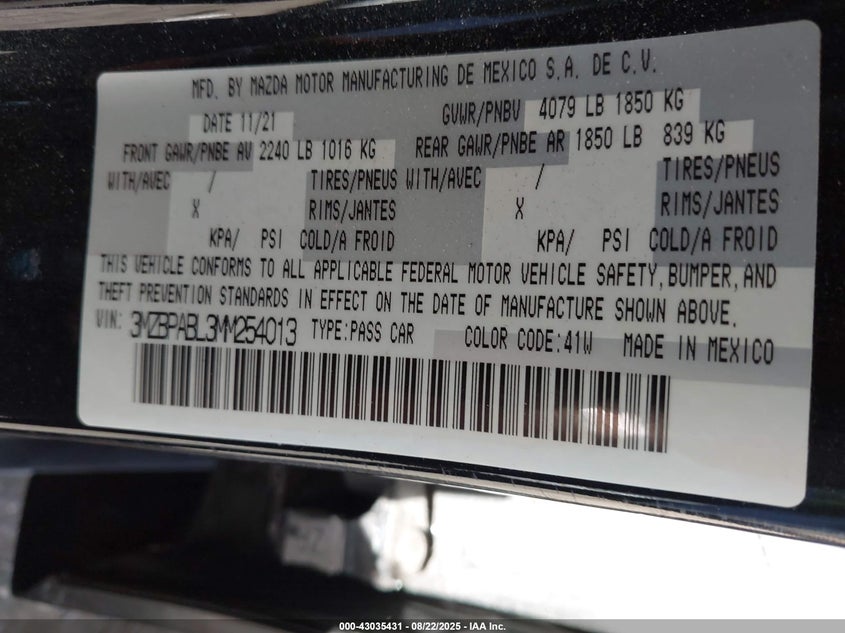 MFD. BY MAZDA MOTOR MANUFACTURING DE MEXICO S.A. DE C.V.
DATE 11/21 GVWR/PNBV 4079 LB 1850 KG
FRONT GAWR/PNBE AV 2240 LB 1016 KG REAR GAWR/PNBE AR 1850 LB 839 KG
WITH/AVEC / TIRES/PNEUS WITH/AVEC / TIRES/PNEUS
X RIMS/JANTES X RIMS/JANTES
KPA/ PSI COLD/A FROID KPA/ PSI COLD/A FROID
THIS VEHICLE CONFORMS TO ALL APPLICABLE FEDERAL MOTOR VEHICLE SAFETY, BUMPER, AND
THEFT PREVENTION STANDARDS IN EFFECT ON THE DATE OF MANUFACTURE SHOWN ABOVE.
VIN: 3MZBPABL3MM254013 TYPE:PASS CAR COLOR CODE:41W MADE IN MEXICO
000-43035431 - 08/22/2025 - IAA Inc.